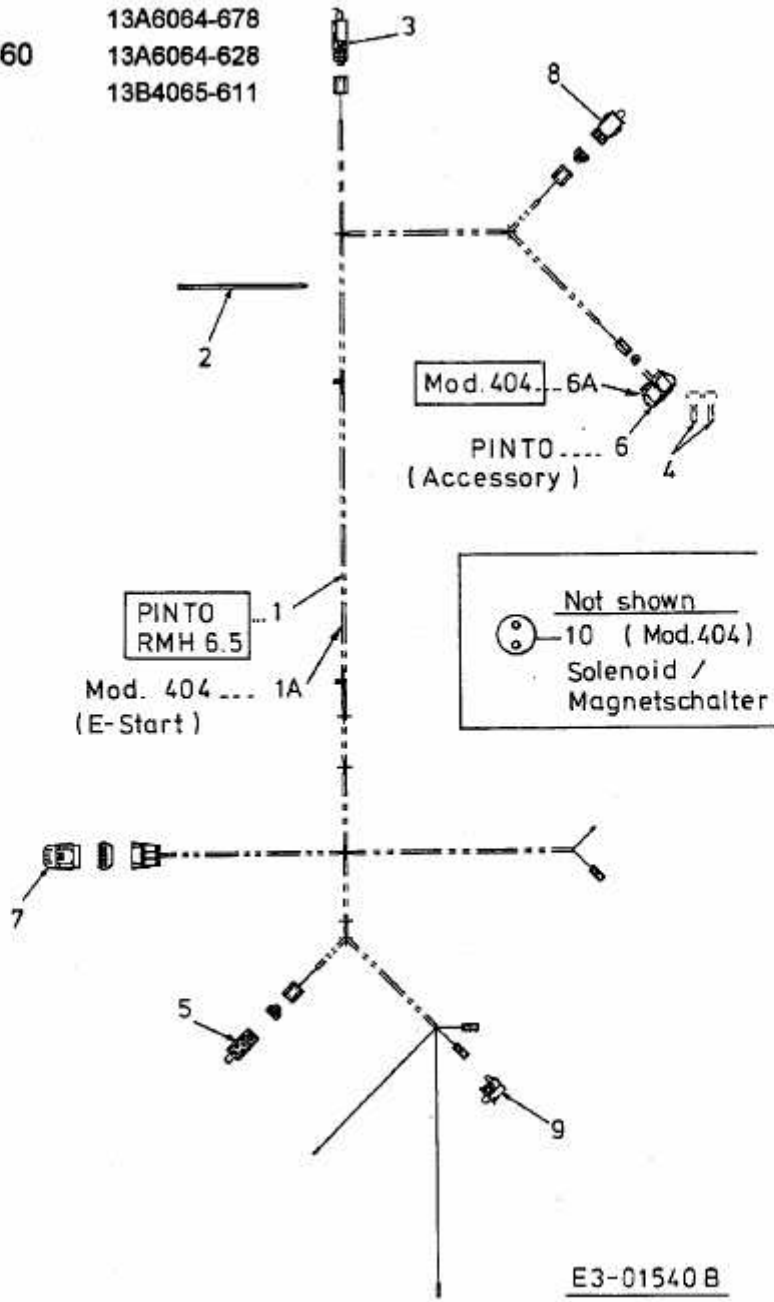 13A6064-678
60 13A6064-628
13B4065-611
3
8
2
Mod.404 6A
PINTO.... 6
(Accessory) 4
PINTO ... 1
RMH 6.5
Mod. 404 ... 1A
(E-Start)
Not shown
10 (Mod.404)
Solenoid /
Magnetschalter
7
5
9
E3-01540 B